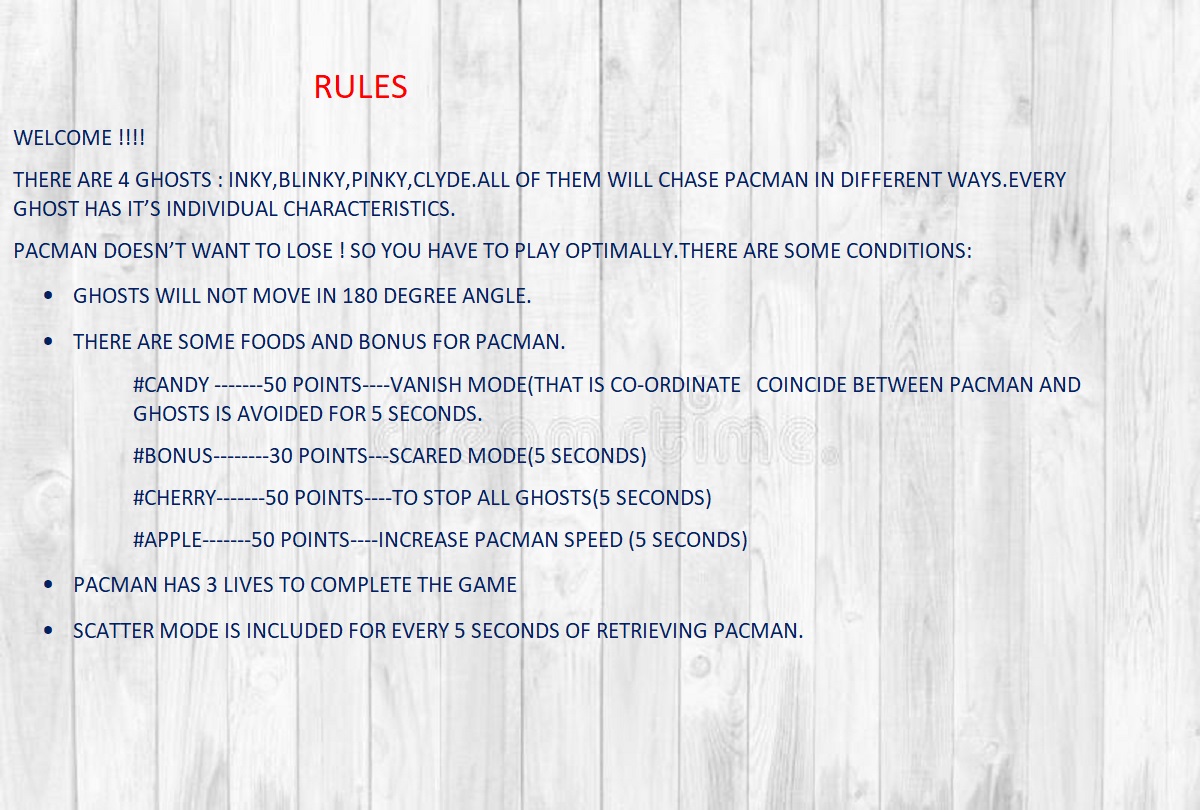 RULES
WELCOME !!!!
THERE ARE 4 GHOSTS : INKY,BLINKY,PINKY,CLYDE.ALL OF THEM WILL CHASE PACMAN IN DIFFERENT WAYS.EVERY
GHOST HAS IT’S INDIVIDUAL CHARACTERISTICS.
PACMAN DOESN’T WANT TO LOSE ! SO YOU HAVE TO PLAY OPTIMALLY.THERE ARE SOME CONDITIONS:
• GHOSTS WILL NOT MOVE IN 180 DEGREE ANGLE.
• THERE ARE SOME FOODS AND BONUS FOR PACMAN.
#CANDY -------50 POINTS----VANISH MODE(THAT IS CO-ORDINATE COINCIDE BETWEEN PACMAN AND
GHOSTS IS AVOIDED FOR 5 SECONDS.
dreamstime.
#BONUS--------30 POINTS---SCARED MODE(5 SECONDS)
#CHERRY-------50 POINTS----TO STOP ALL GHOSTS(5 SECONDS)
#APPLE-------50 POINTS----INCREASE PACMAN SPEED (5 SECONDS)
• PACMAN HAS 3 LIVES TO COMPLETE THE GAME
• SCATTER MODE IS INCLUDED FOR EVERY 5 SECONDS OF RETRIEVING PACMAN.